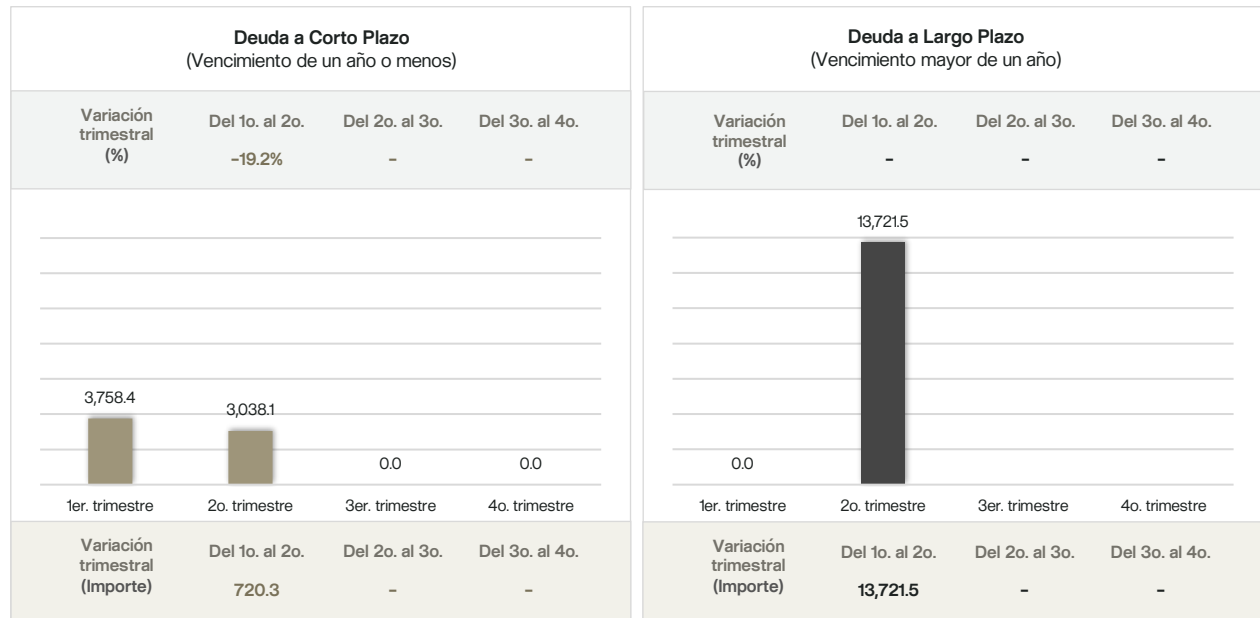 Deuda a Corto Plazo
(Vencimiento de un año o menos)
Variación
trimestral
(%)
Del 1o. al 2o.
Del 2o. al 3o.
Del 3o. al 4o.
-19.2%
-
-
3,758.4
3,038.1
0.0
0.0
1er. trimestre
2o. trimestre
3er. trimestre
4o. trimestre
Variación
trimestral
(Importe)
Del 1o. al 2o.
Del 2o. al 3o.
Del 3o. al 4o.
720.3
-
-
Deuda a Largo Plazo
(Vencimiento mayor de un año)
Variación
trimestral
(%)
Del 1o. al 2o.
Del 2o. al 3o.
Del 3o. al 4o.
-
-
-
13,721.5
0.0
1er. trimestre
2o. trimestre
3er. trimestre
4o. trimestre
Variación
trimestral
(Importe)
Del 1o. al 2o.
Del 2o. al 3o.
Del 3o. al 4o.
13,721.5
-
-